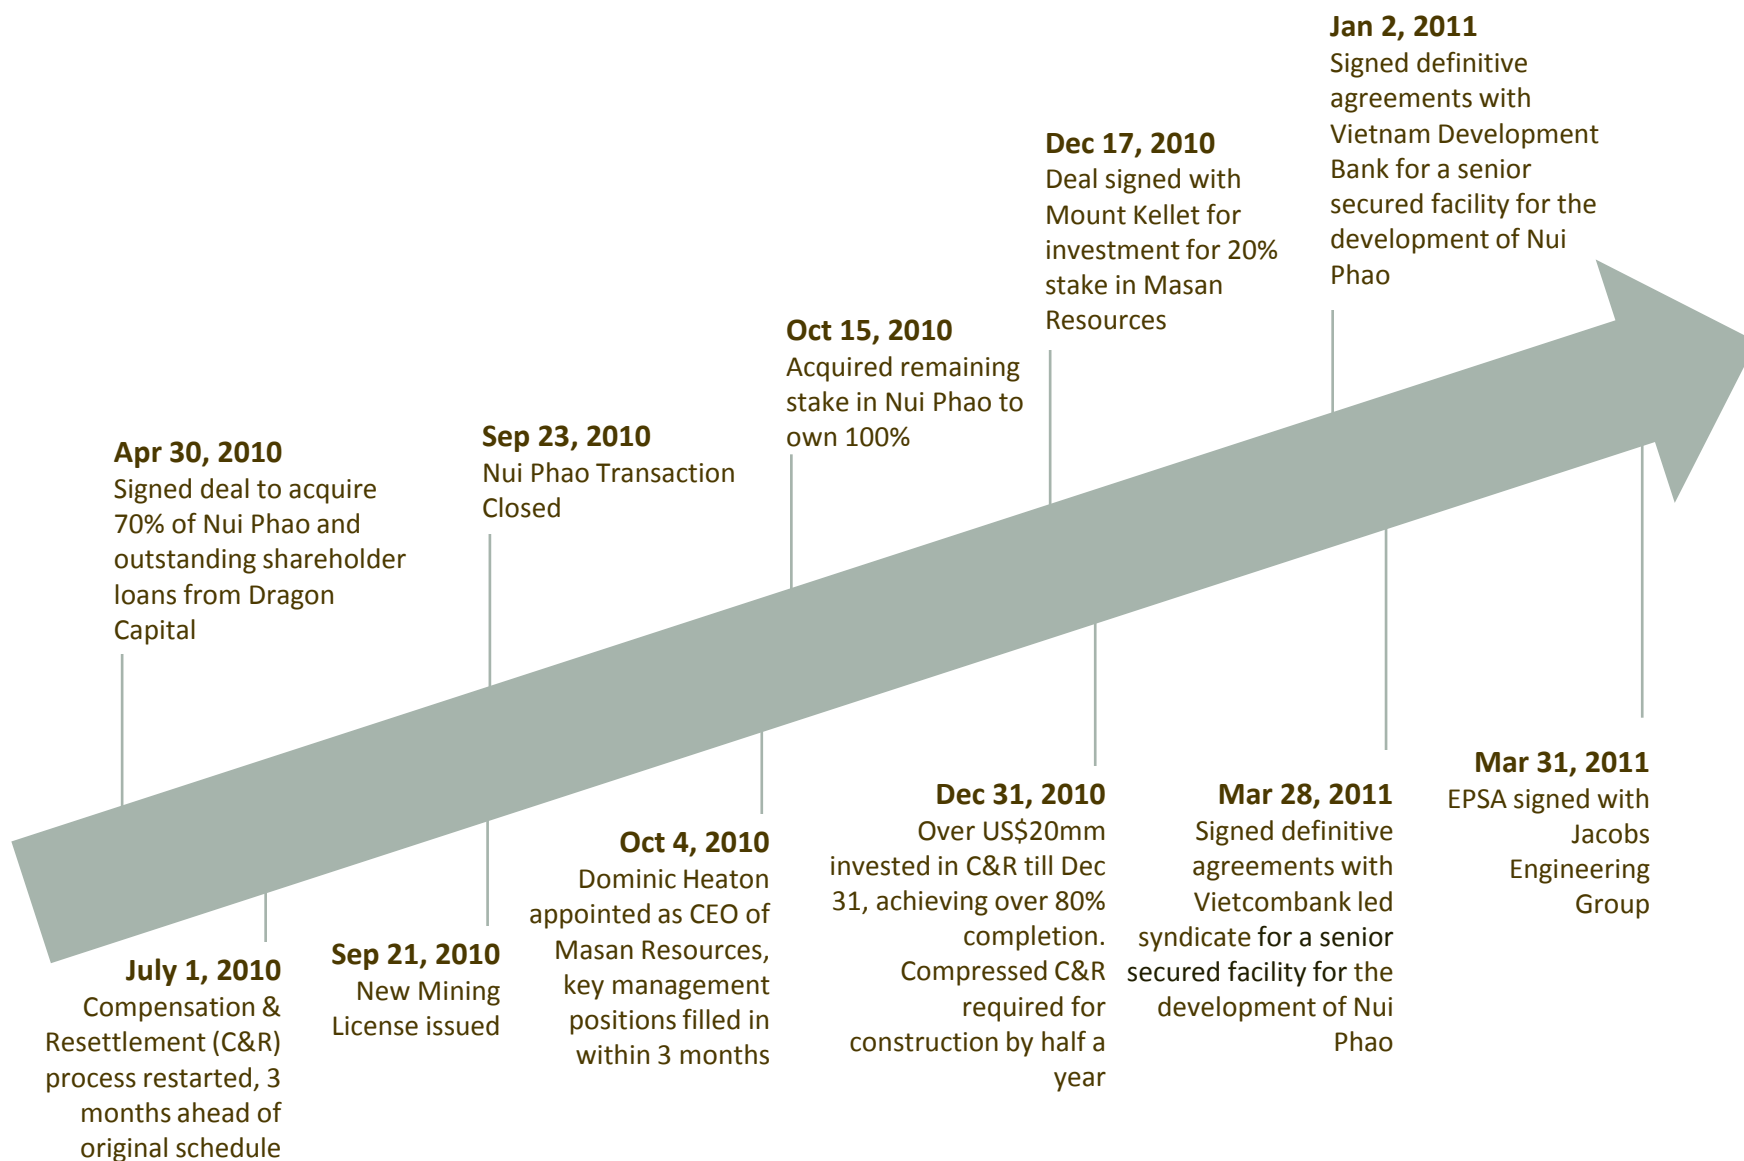 Jan 2, 2011
Signed definitive
agreements with
Vietnam Development
Bank for a senior
secured facility for the
development of Nui
Phao
Dec 17, 2010
Deal signed with
Mount Kellet for
investment for 20%
stake in Masan
Resources
Oct 15, 2010
Acquired remaining
stake in Nui Phao to
own 100%
Sep 23, 2010
Nui Phao Transaction
Closed
Apr 30, 2010
Signed deal to acquire
70% of Nui Phao and
outstanding shareholder
loans from Dragon
Capital
July 1, 2010
Compensation &
Resettlement (C&R)
process restarted, 3
months ahead of
original schedule
Sep 21, 2010
New Mining
License issued
Oct 4, 2010
Dominic Heaton
appointed as CEO of
Masan Resources,
key management
positions filled in
within 3 months
Dec 31, 2010
Over US$20mm
invested in C&R till Dec
31, achieving over 80%
completion.
Compressed C&R
required for
construction by half a
year
Mar 28, 2011
Signed definitive
agreements with
Vietcombank led
syndicate for a senior
secured facility for the
development of Nui
Phao
Mar 31, 2011
EPSA signed with
Jacobs
Engineering
Group